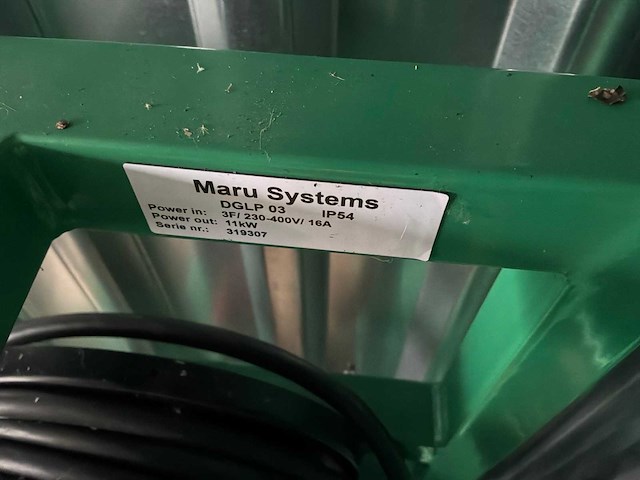 Maru Systems
DGLP 03 IP54
Power in: 3F/ 230-400V/ 16A
Power out: 11kW
Serie nr.: 319307